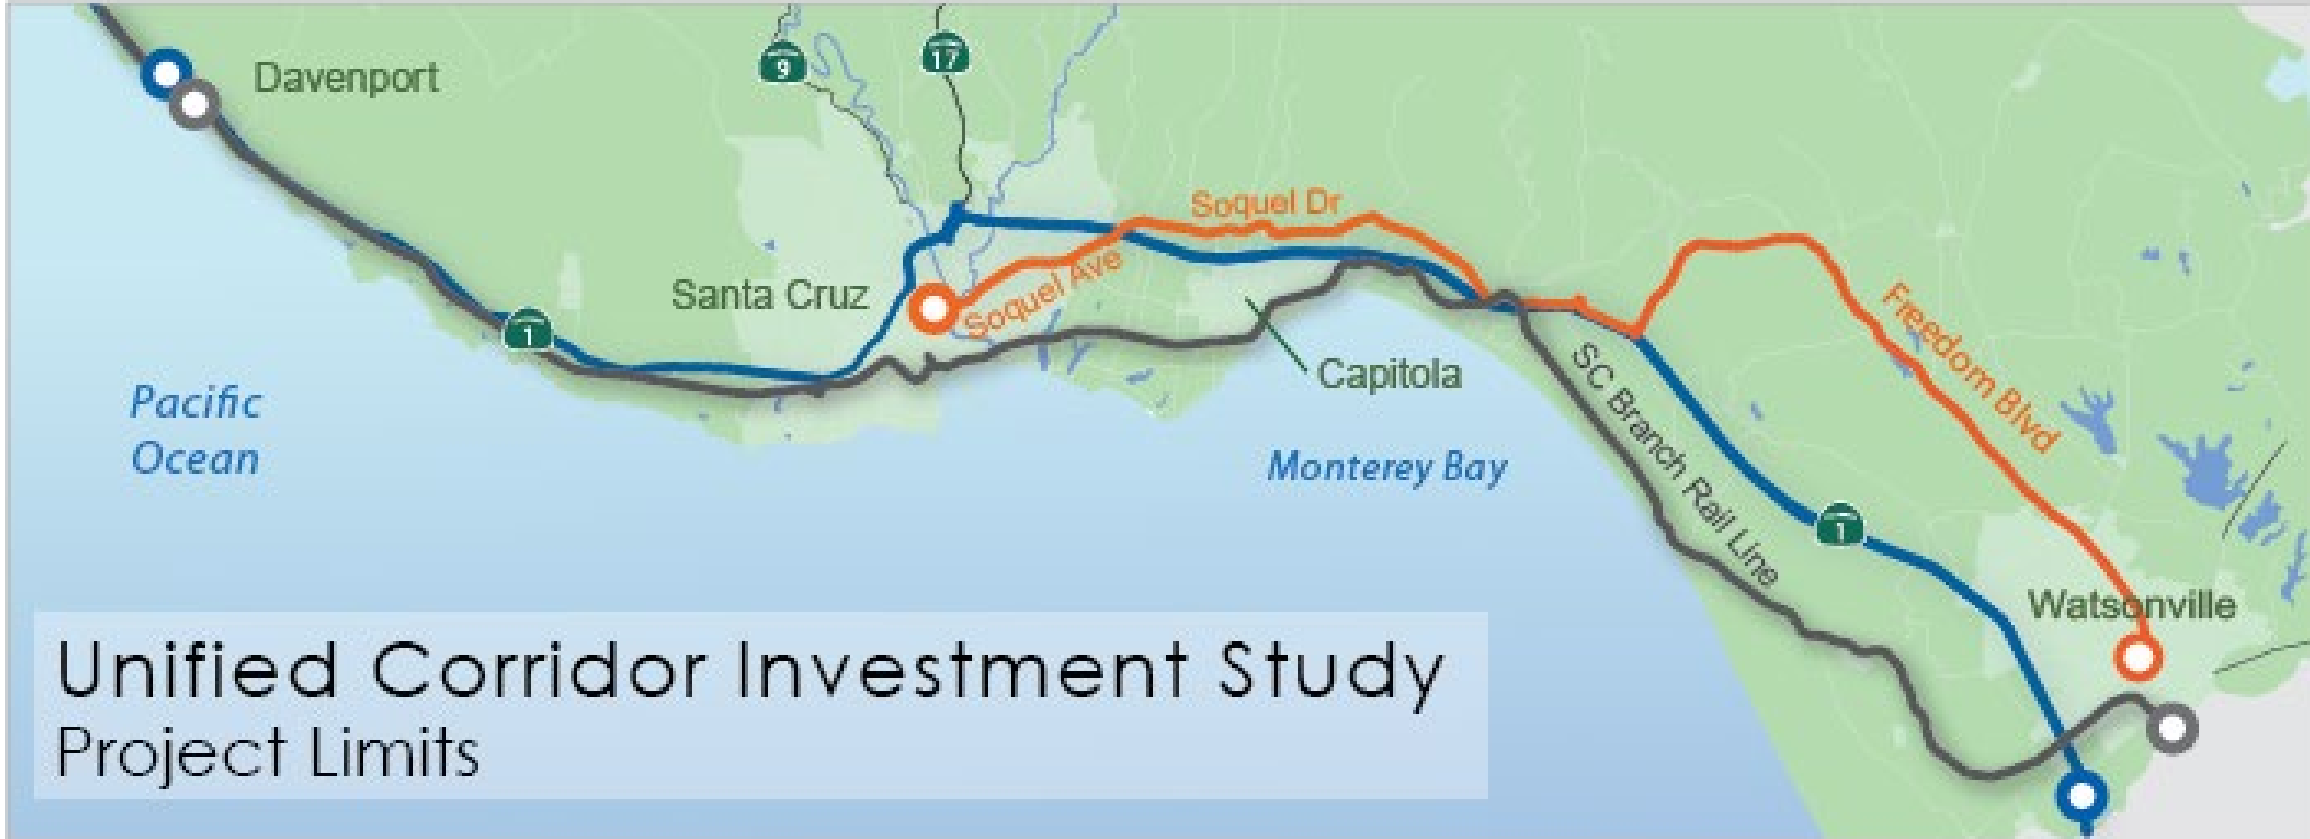 Davenport
9
17
Soquel Dr
Santa Cruz
Soquel Ave
1
Freedom Blvd
Capitola
SC Branch Rail Line
Pacific
Ocean
Monterey Bay
1
Watsonville
Unified Corridor Investment Study
Project Limits